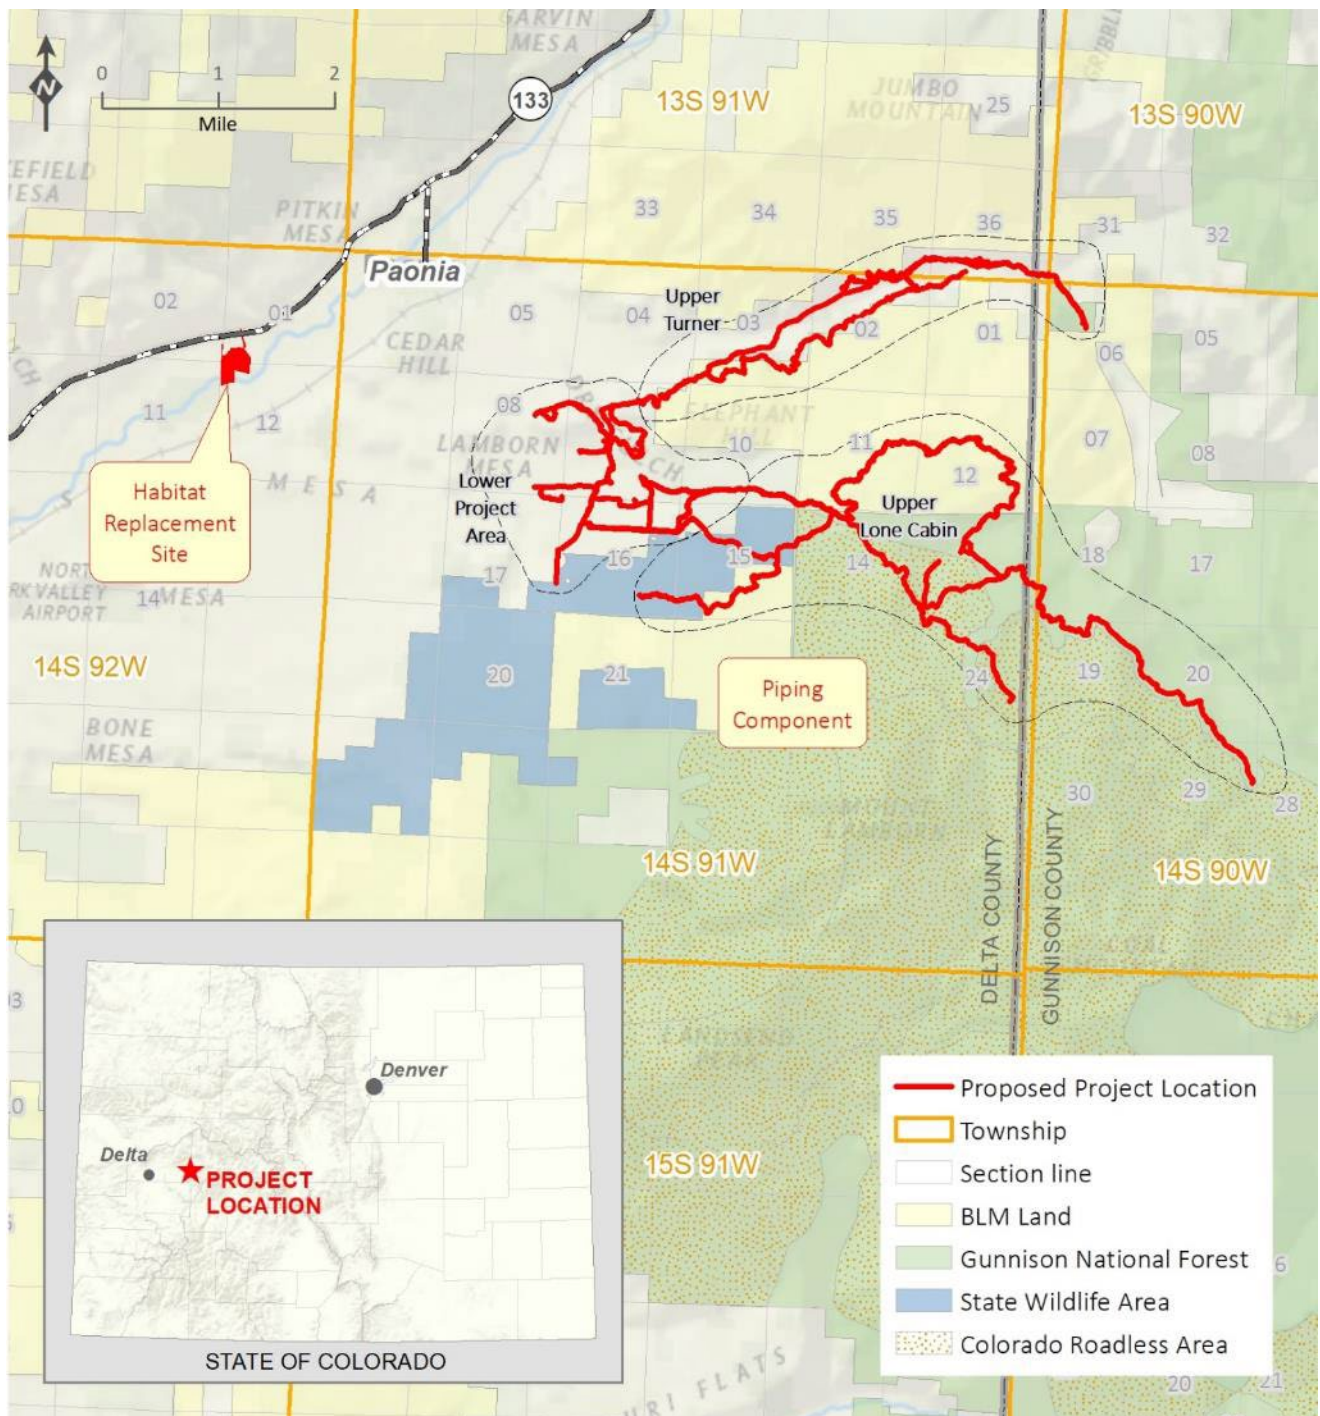 GARVIN
MESA
N
0
1
2
Mile
133
13S 91W
JUMBO
MOUNTAIN
25
13S 90W
PITKIN
MESA
33
34
35
36
31
32
Paonia
02
01
05
04
03
02
01
05
06
Upper
Turner
CEDAR
HILL
11
12
08
LAMBORN
MESA
ELEPHANT
HILL
10
11
12
07
08
Habitat
Replacement
Site
MESA
Lower
Project
Area
Upper
Lone Cabin
17
16
15
14
18
17
AIRPORT
14
MESA
14S 92W
20
21
24
19
20
Piping
Component
BONE
MESA
30
29
28
MOUNT
LAMBORN
14S 91W
14S 90W
DELTA COUNTY
GUNNISON COUNTY
Denver
Delta
PROJECT
LOCATION
STATE OF COLORADO
15S 91W
Proposed Project Location
Township
Section line
BLM Land
Gunnison National Forest
State Wildlife Area
Colorado Roadless Area
FLATS
20
21